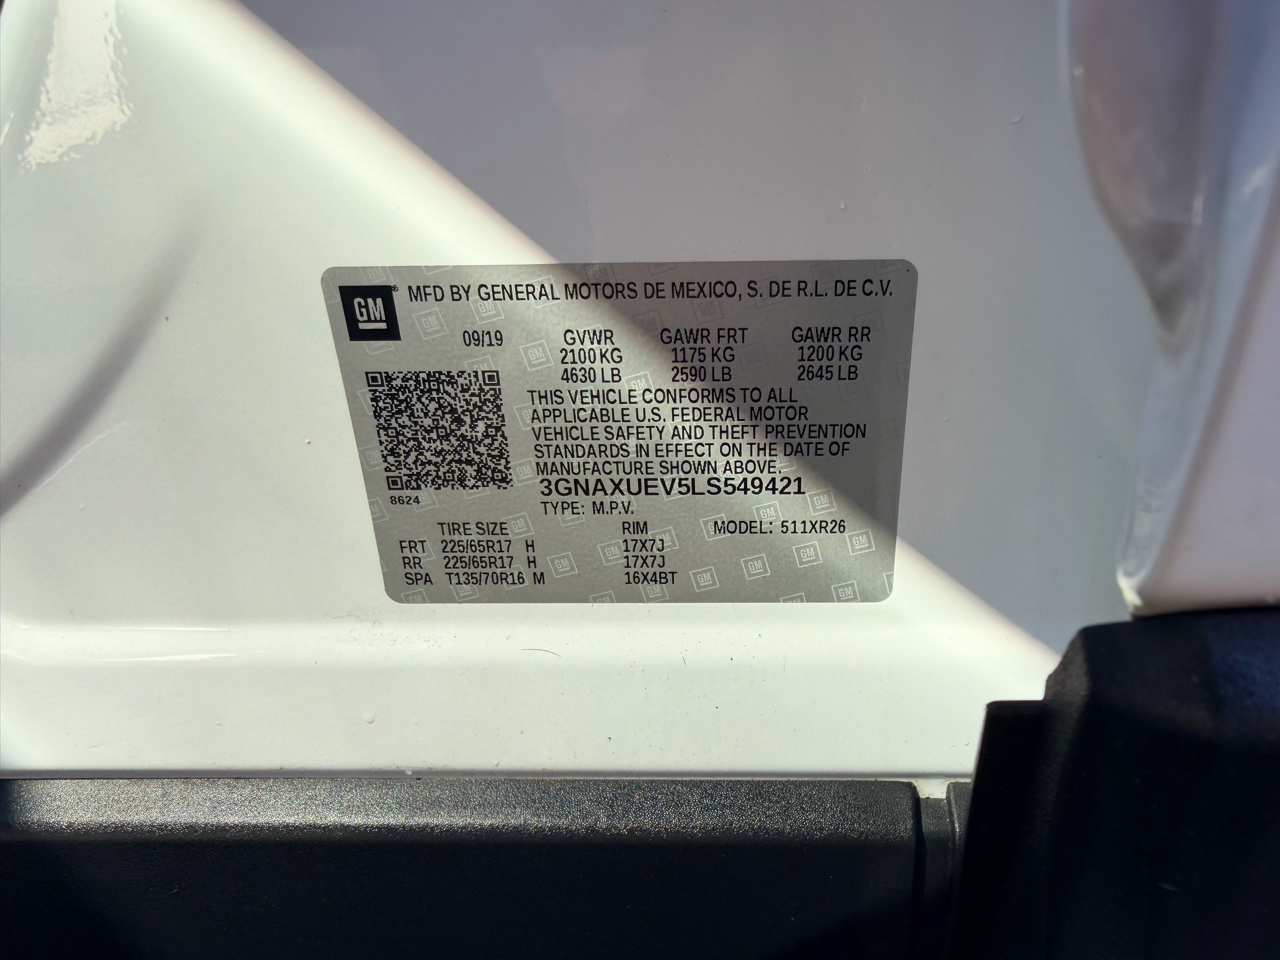 GM
MFD BY GENERAL MOTORS DE MEXICO, S. DE R.L. DE C.V.
09/19 GVWR GAWR FRT GAWR RR
2100 KG 1175 KG 1200 KG
4630 LB 2590 LB 2645 LB
THIS VEHICLE CONFORMS TO ALL
APPLICABLE U.S. FEDERAL MOTOR
VEHICLE SAFETY AND THEFT PREVENTION
STANDARDS IN EFFECT ON THE DATE OF
MANUFACTURE SHOWN ABOVE.
3GNAXUEV5LS549421
8624
TYPE: M.P.V.
TIRE SIZE RIM MODEL: 511XR26
FRT 225/65R17 H 17X7J
RR 225/65R17 H 17X7J
SPA T135/70R16 M 16X4BT